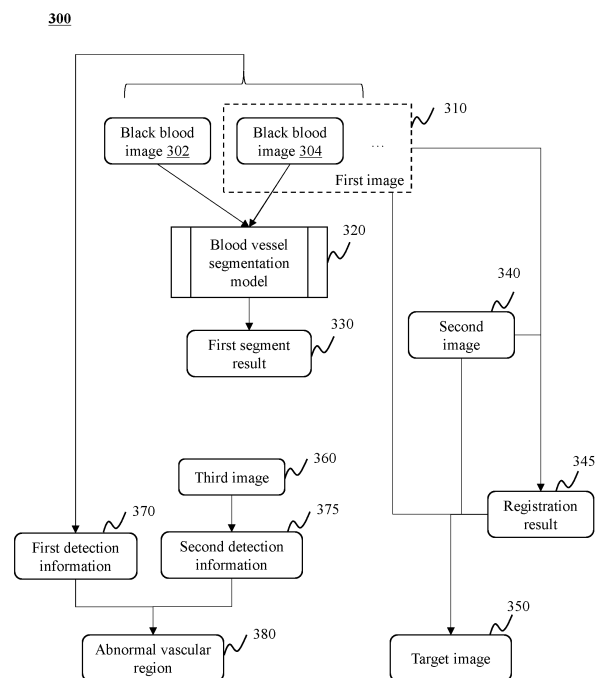 300
310
Black blood
image 302
Black blood
image 304
...
First image
320
Blood vessel
segmentation
model
340
330
Second
image
First segment
result
360
345
Third image
370
375
Registration
result
First detection
information
Second detection
information
350
380
Abnormal vascular
region
Target image